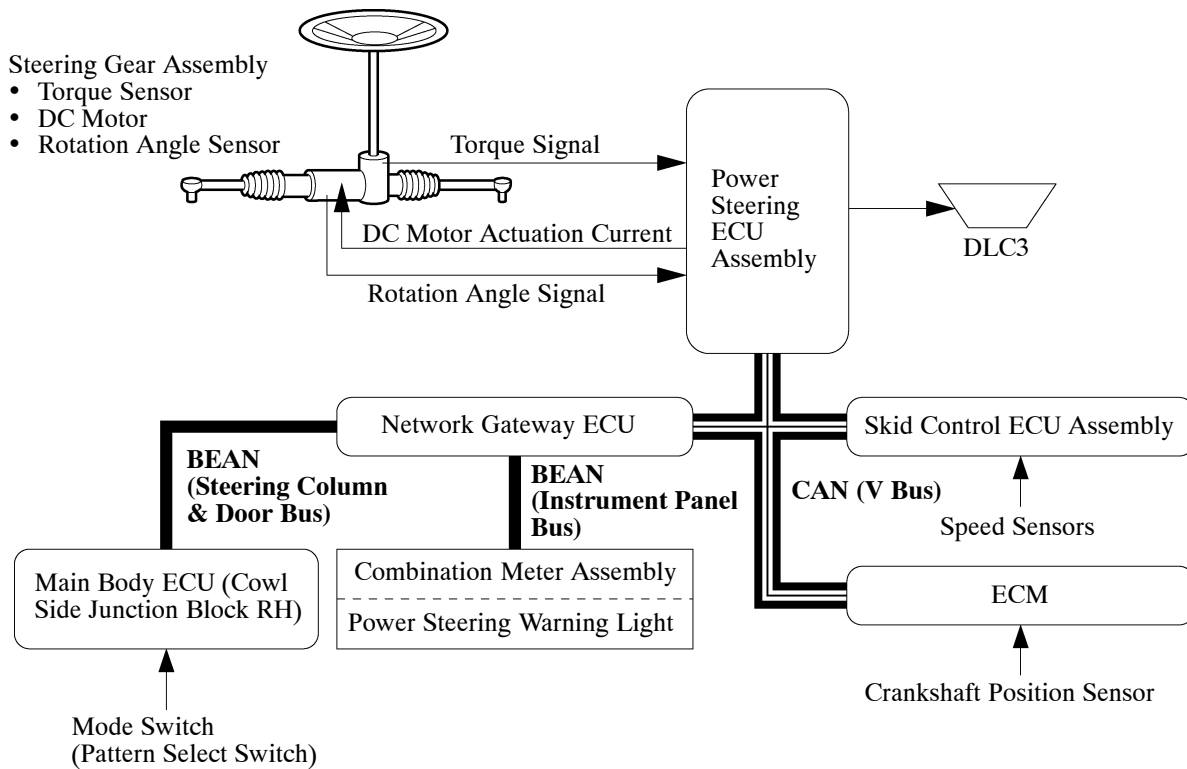 Steering Gear Assembly
• Torque Sensor
• DC Motor
• Rotation Angle Sensor
Torque Signal
DC Motor Actuation Current
Rotation Angle Signal
Power
Steering
ECU
Assembly
DLC3
Network Gateway ECU
Skid Control ECU Assembly
BEAN
(Steering Column
& Door Bus)
BEAN
(Instrument Panel
Bus)
CAN (V Bus)
Speed Sensors
Main Body ECU (Cowl
Side Junction Block RH)
Combination Meter Assembly
Power Steering Warning Light
ECM
Crankshaft Position Sensor
Mode Switch
(Pattern Select Switch)